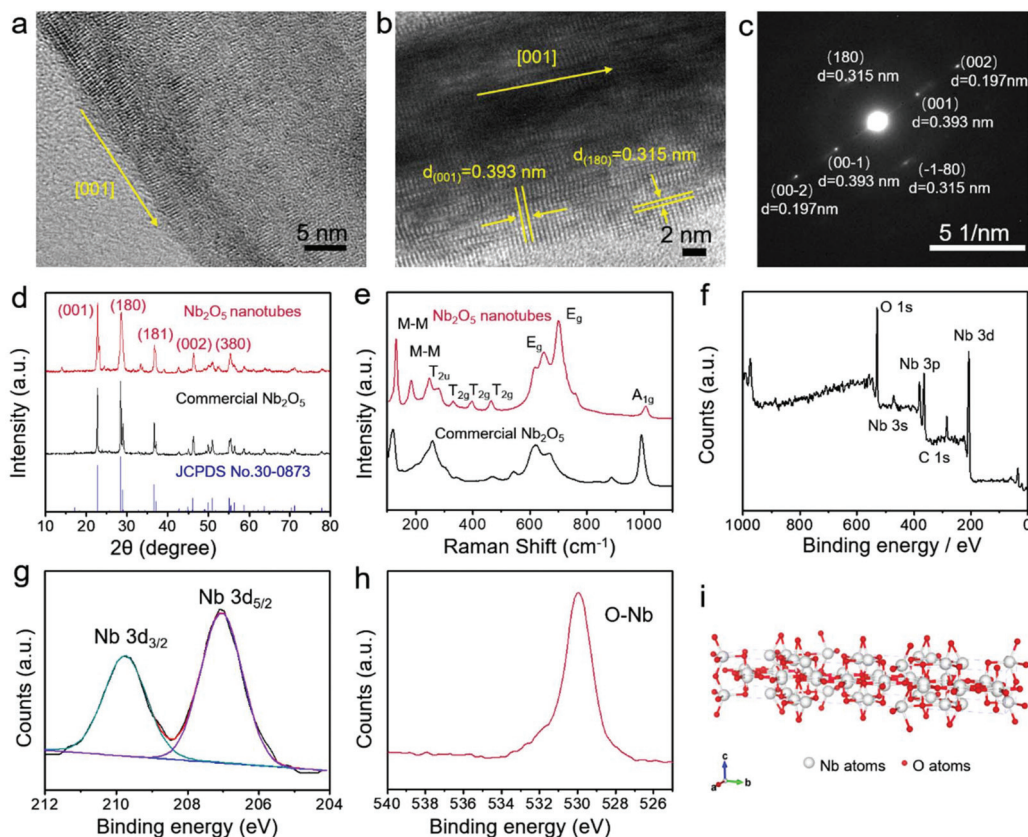 a
[001]
5 nm
b
[001]
d(001)=0.393 nm
d(180)=0.315 nm
2 nm
c
(180)
d=0.315 nm
(002)
d=0.197nm
(001)
d=0.393 nm
(00-1)
d=0.393 nm
(-1-80)
d=0.315 nm
(00-2)
d=0.197nm
5 1/nm
d
Intensity (a.u.)
(001)
(180)
Nb₂O₅ nanotubes
(181)
(002)
(380)
Commercial Nb₂O₅
JCPDS No.30-0873
10 20 30 40 50 60 70 80
2θ (degree)
e
Intensity (a.u.)
Nb₂O₅ nanotubes
M-M
M-M
T₂u
T₂g
T₂g
T₂g
Eg
Eg
A₁g
Commercial Nb₂O₅
200 400 600 800 1000
Raman Shift (cm⁻¹)
f
Counts (a.u.)
O 1s
Nb 3d
Nb 3p
Nb 3s
C 1s
1000 800 600 400 200 0
Binding energy / eV
g
Counts (a.u.)
Nb 3d₅/₂
Nb 3d₃/₂
212 210 208 206 204
Binding energy (eV)
h
Counts (a.u.)
O-Nb
540 538 536 534 532 530 528 526
Binding energy (eV)
i
c
a
b
Nb atoms
O atoms